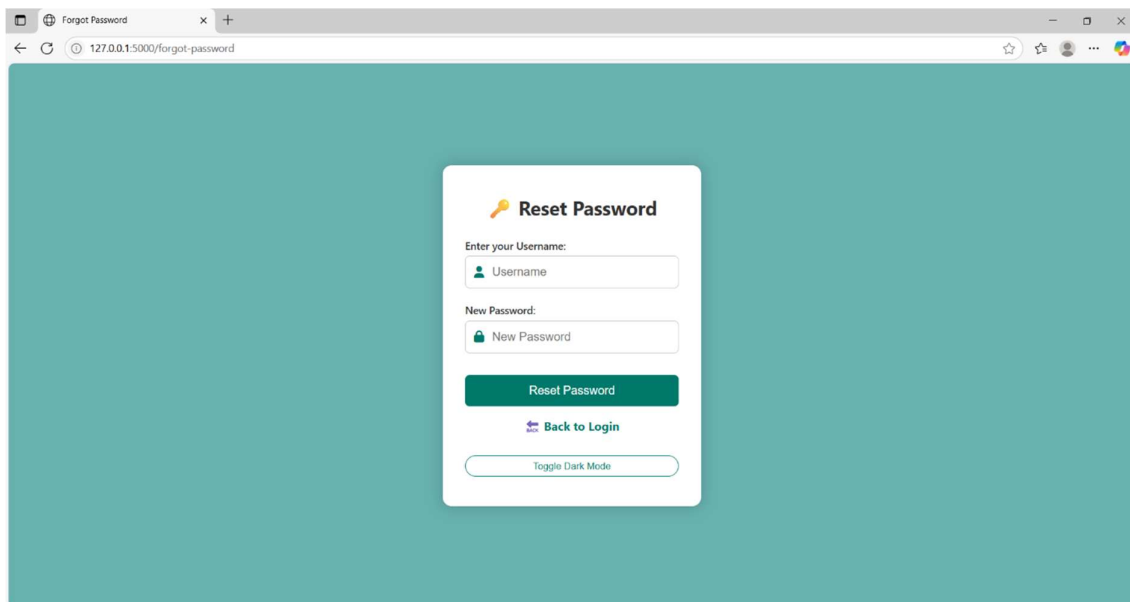 Forgot Password
127.0.0.1:5000/forgot-password
Reset Password
Enter your Username:
Username
New Password:
New Password
Reset Password
BACK Back to Login
Toggle Dark Mode